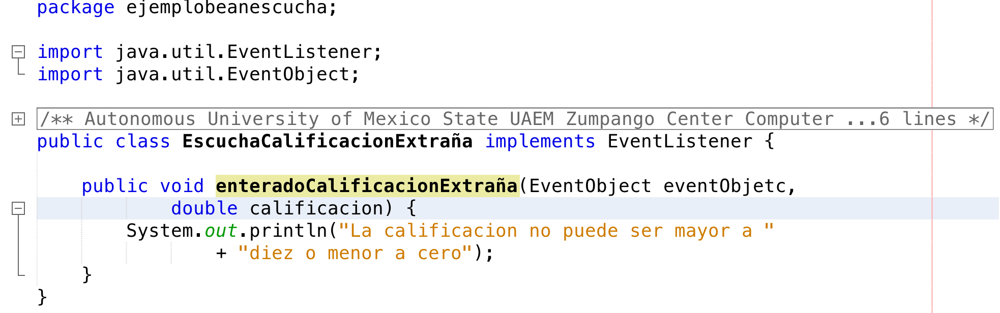 package ejemplobeanescucha;
import java.util.EventListener;
import java.util.EventObject;
/** Autonomous University of Mexico State UAEM Zumpango Center Computer ...6 lines */
public class EscuchaCalificacionExtraña implements EventListener {
public void enteradoCalificacionExtraña(EventObject eventObjetc,
double calificacion) {
System.out.println("La calificacion no puede ser mayor a "
+ "diez o menor a cero");
}
}